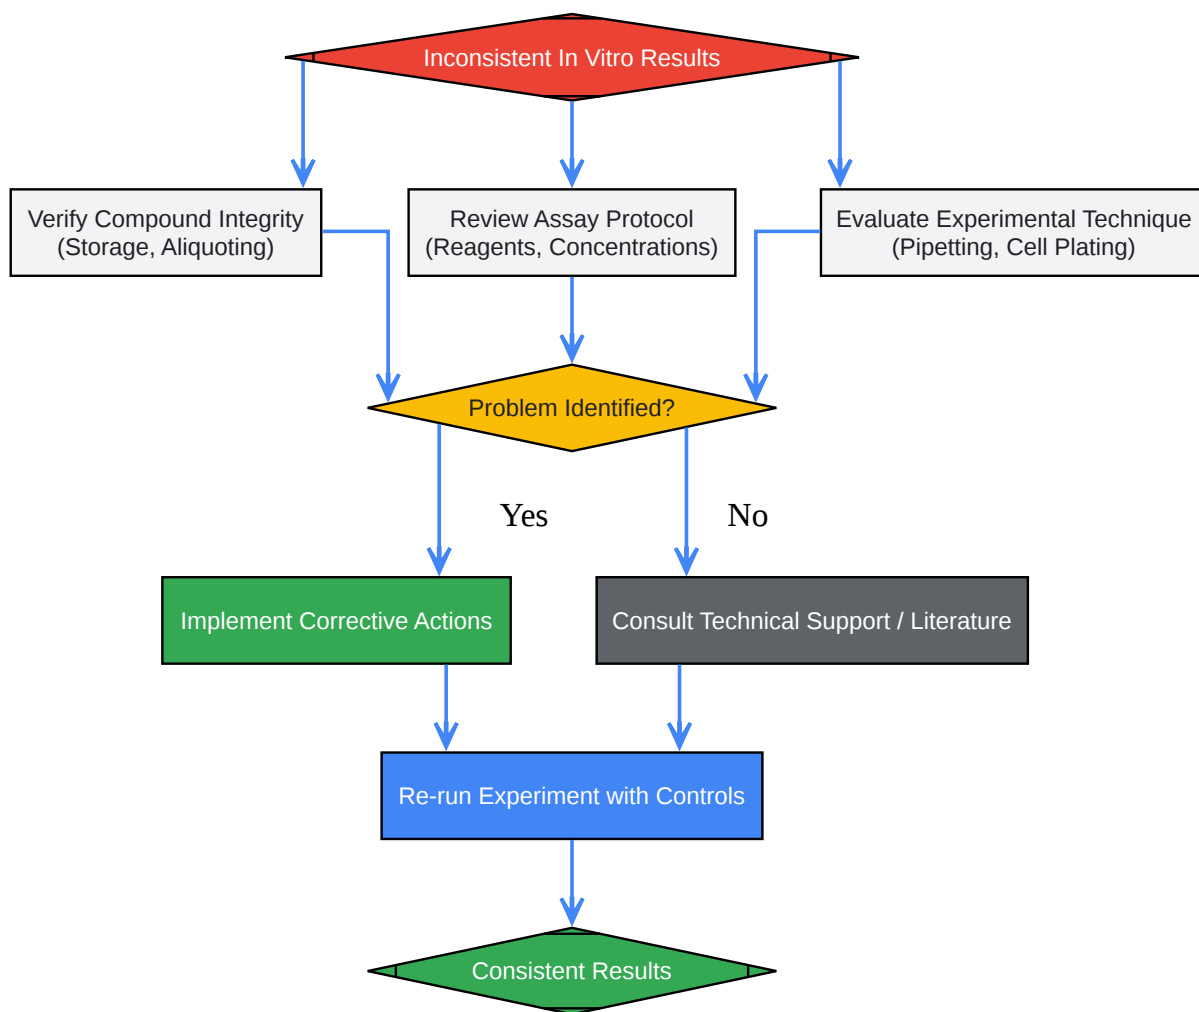 Inconsistent In Vitro Results
Verify Compound Integrity
(Storage, Aliquoting)
Review Assay Protocol
(Reagents, Concentrations)
Evaluate Experimental Technique
(Pipetting, Cell Plating)
Problem Identified?
Yes
No
Implement Corrective Actions
Consult Technical Support / Literature
Re-run Experiment with Controls
Consistent Results